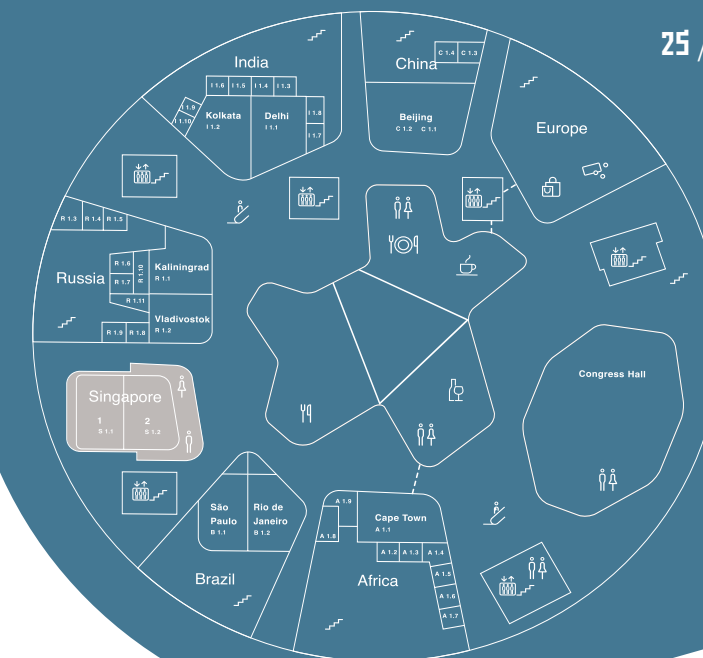 25 /
India
I 1.6 I 1.5 I 1.4 I 1.3
I 1.9
I 1.10
Kolkata
I 1.2
Delhi
I 1.1
I 1.8
I 1.7
China
C 1.4 C 1.3
Beijing
C 1.2 C 1.1
Europe
R 1.3 R 1.4 R 1.5
Russia
R 1.6
R 1.7
R 1.10
R 1.11
Kaliningrad
R 1.1
Vladivostok
R 1.2
R 1.9 R 1.8
Congress Hall
Singapore
1
S 1.1
2
S 1.2
São
Paulo
B 1.1
Rio de
Janeiro
B 1.2
Brazil
A 1.9
A 1.8
Cape Town
A 1.1
A 1.2 A 1.3 A 1.4
A 1.5
A 1.6
A 1.7
Africa